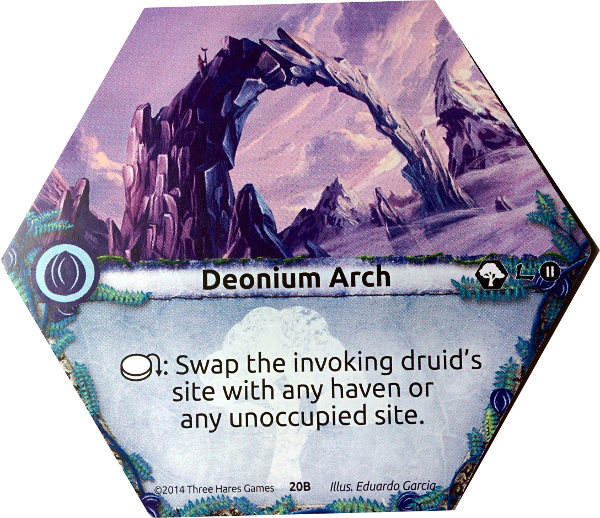 Deonium Arch
: Swap the invoking druid's
site with any haven or
any unoccupied site.
©2014 Three Hares Games 20B Illus. Eduardo Garcia